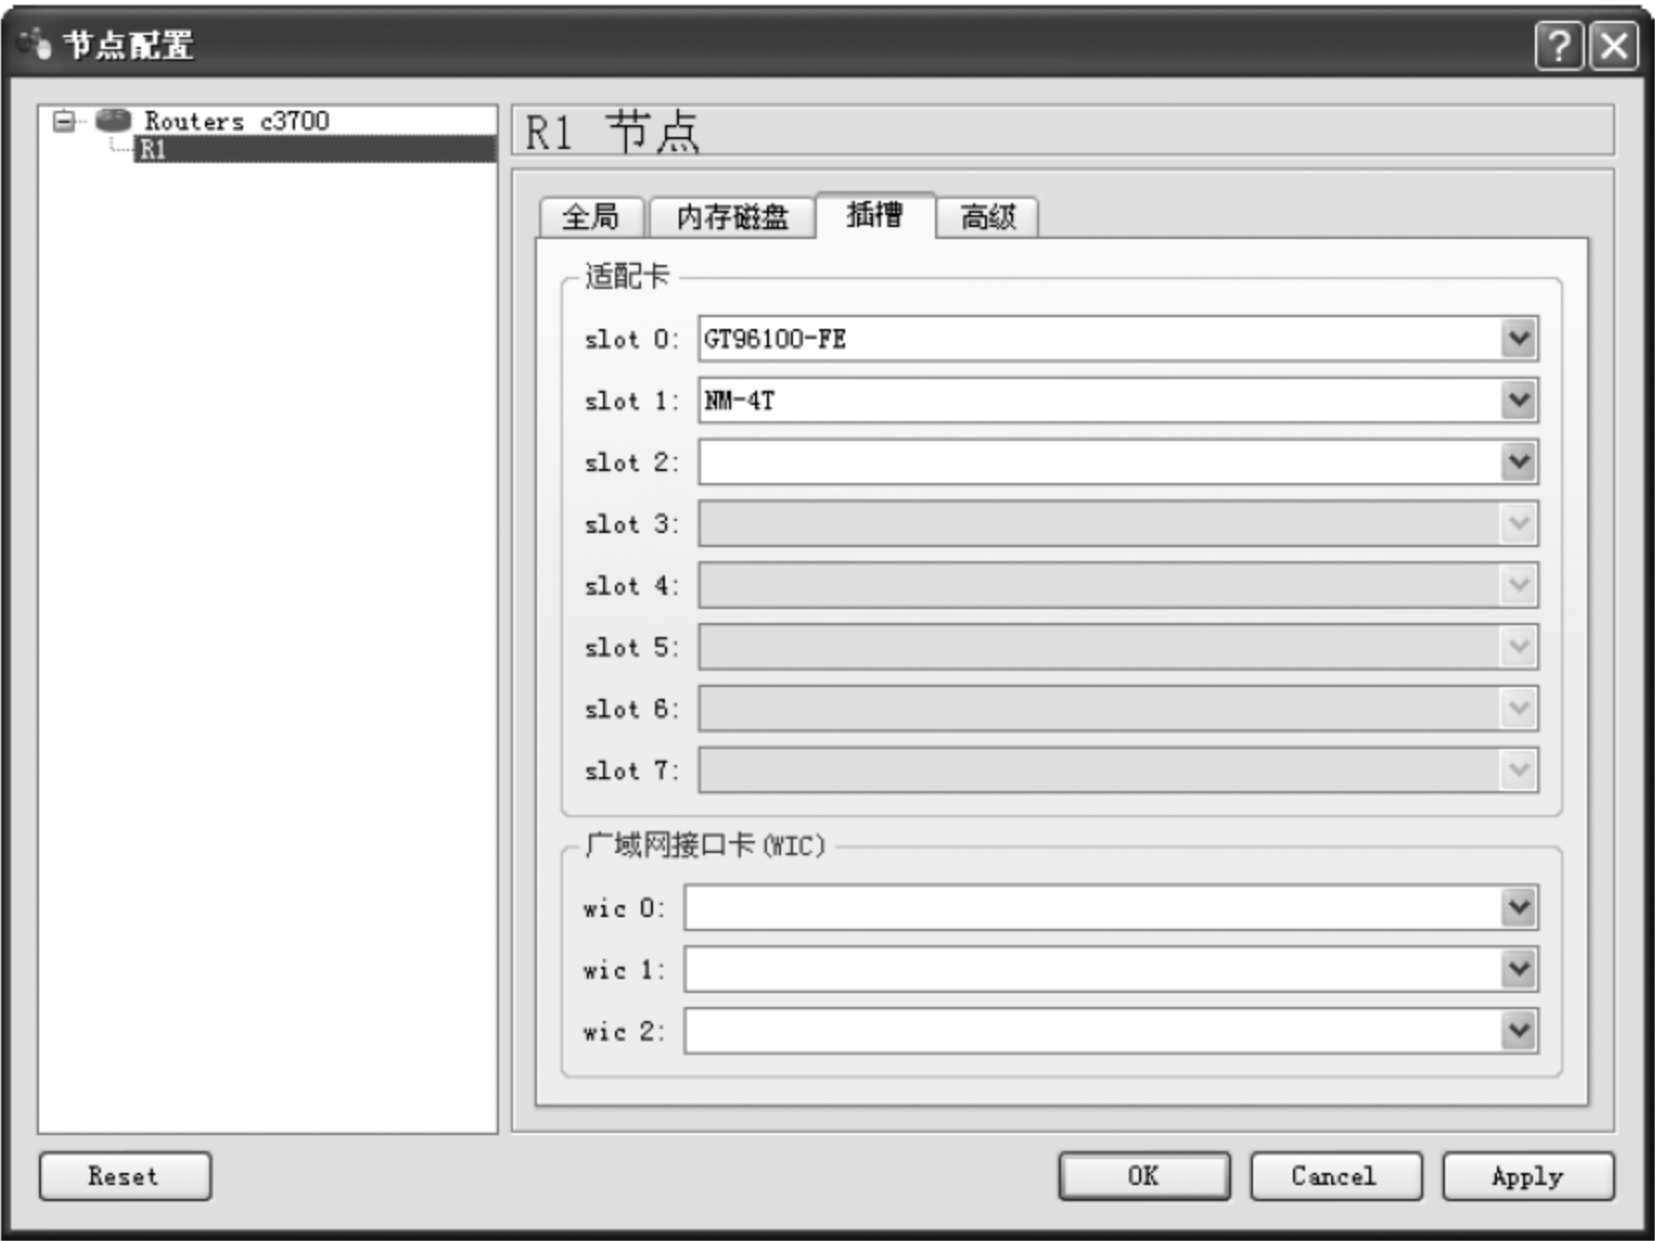 节点配置
Routers c3700
R1
R1 节点
全局 内存磁盘 插槽 高级
适配卡
slot 0: GT96100-FE
slot 1: NM-4T
slot 2:
slot 3:
slot 4:
slot 5:
slot 6:
slot 7:
广域网接口卡(WIC)
wic 0:
wic 1:
wic 2:
Reset OK Cancel Apply